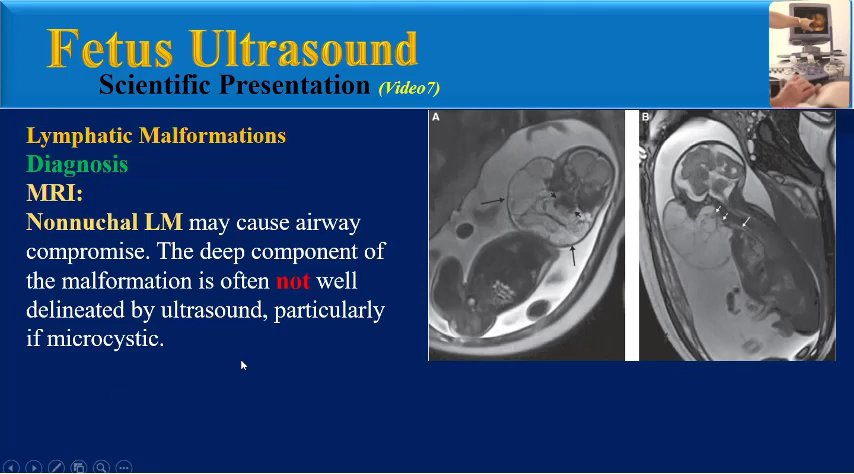 Fetus Ultrasound
Scientific Presentation (Video7)
Lymphatic Malformations
Diagnosis
MRI:
Nonnuchal LM may cause airway
compromise. The deep component of
the malformation is often not well
delineated by ultrasound, particularly
if microcystic.
A
B